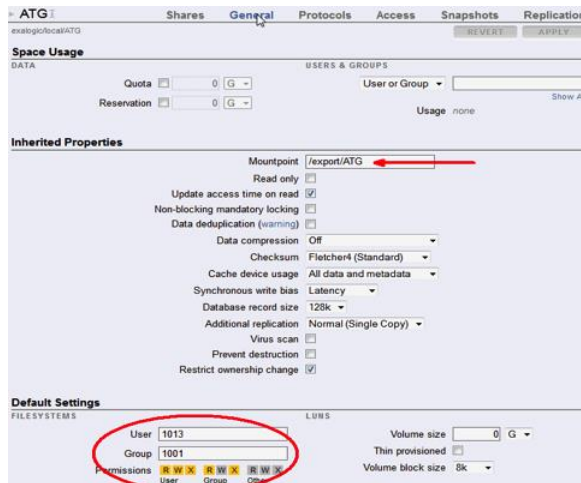 ATG Shares General Protocols Access Snapshots Replication
exalogic/local/ATG REVERT APPLY
Space Usage
DATA USERS & GROUPS
Quota 0 G User or Group
Reservation 0 G Show A
Usage none
Inherited Properties
Mountpoint /export/ATG
Read only
Update access time on read
Non-blocking mandatory locking
Data deduplication (warning)
Data compression Off
Checksum Fletcher4 (Standard)
Cache device usage All data and metadata
Synchronous write bias Latency
Database record size 128k
Additional replication Normal (Single Copy)
Virus scan
Prevent destruction
Restrict ownership change
Default Settings
FILESYSTEMS LUNS
User 1013 Volume size 0 G
Group 1001 Thin provisioned
Permissions R W X R W X R W X Volume block size 8k
User Group Other